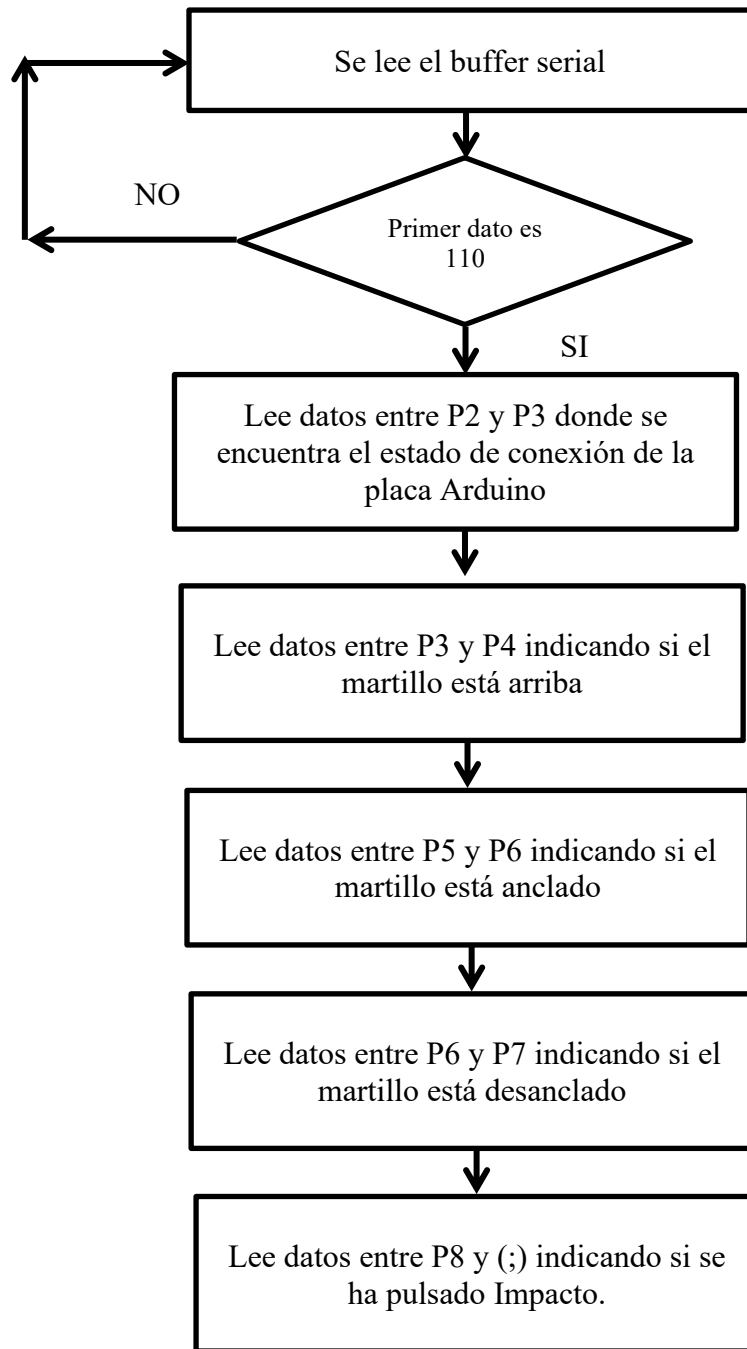 Se lee el buffer serial
NO
Primer dato es
110
SI
Lee datos entre P2 y P3 donde se
encuentra el estado de conexión de la
placa Arduino
Lee datos entre P3 y P4 indicando si el
martillo está arriba
Lee datos entre P5 y P6 indicando si el
martillo está anclado
Lee datos entre P6 y P7 indicando si el
martillo está desanclado
Lee datos entre P8 y (;) indicando si se
ha pulsado Impacto.